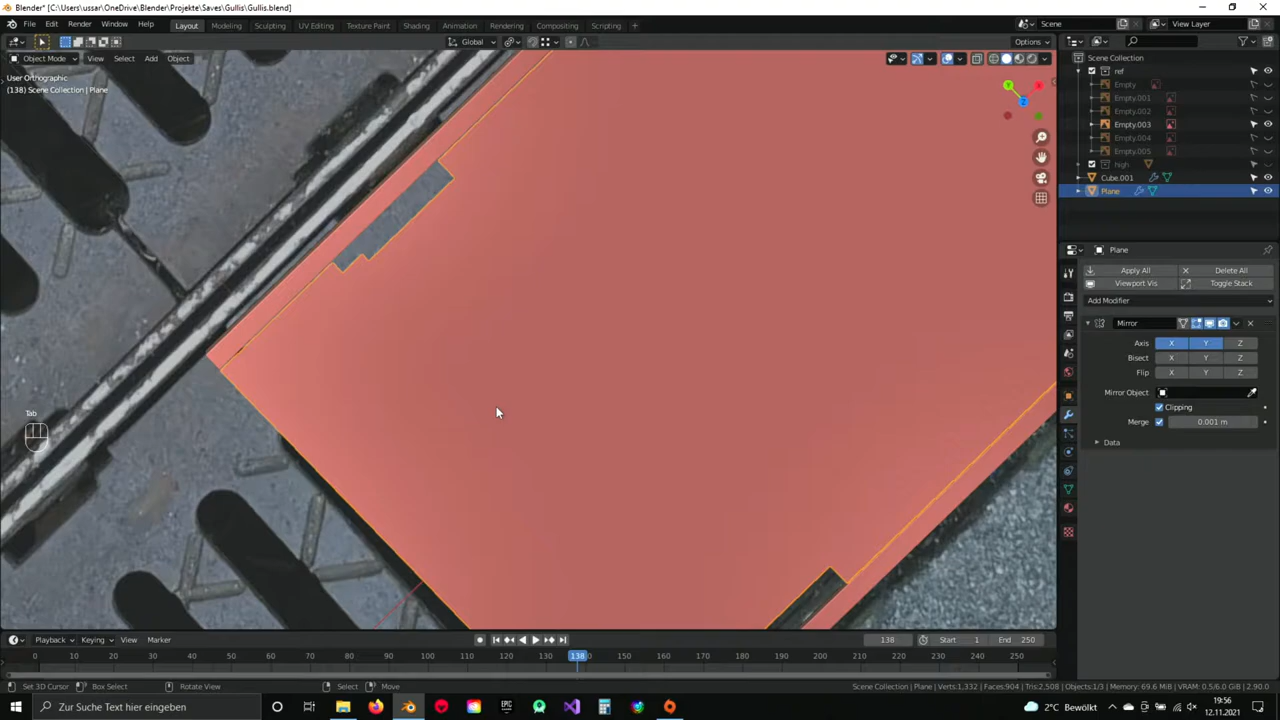 Blender* [C:\Users\ussar\OneDrive\Blender\Projekte\Saves\Gullis\Gullis.blend]
File Edit Render Window Help Layout Modeling Sculpting UV Editing Texture Paint Shading Animation Rendering Compositing Scripting + Scene View Layer
Global Options
Object Mode View Select Add Object
User Orthographic
(138) Scene Collection | Plane
Scene Collection
ref
Empty
Empty.001
Empty.002
Empty.003
Empty.004
Empty.005
high
Cube.001
Plane
Plane
Apply All Delete All
Viewport Vis Toggle Stack
Add Modifier
Mirror
Axis X Y Z
Bisect X Y Z
Flip X Y Z
Mirror Object
Clipping
Merge 0.001 m
Data
Tab
Playback Keying View Marker 138 Start 1 End 250
0 10 20 30 40 50 60 70 80 90 100 110 120 130 138 150 160 170 180 190 200 210 220 230 240 250
Set 3D Cursor Box Select Rotate View Select Move Scene Collection | Plane | Verts:1,332 | Faces:904 | Tris:2,508 | Objects:1/3 | Memory: 69.6 MiB | VRAM: 0.5/6.0 GiB | 2.90.0
Zur Suche Text hier eingeben 2°C Bewölkt 19:56
12.11.2021